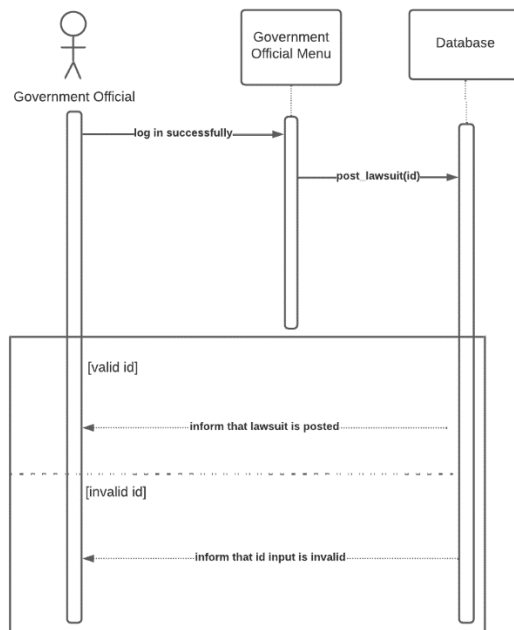 Government
Official Menu
Database
Government Official
log in successfully
post_lawsuit(id)
[valid id]
inform that lawsuit is posted
[invalid id]
inform that id input is invalid